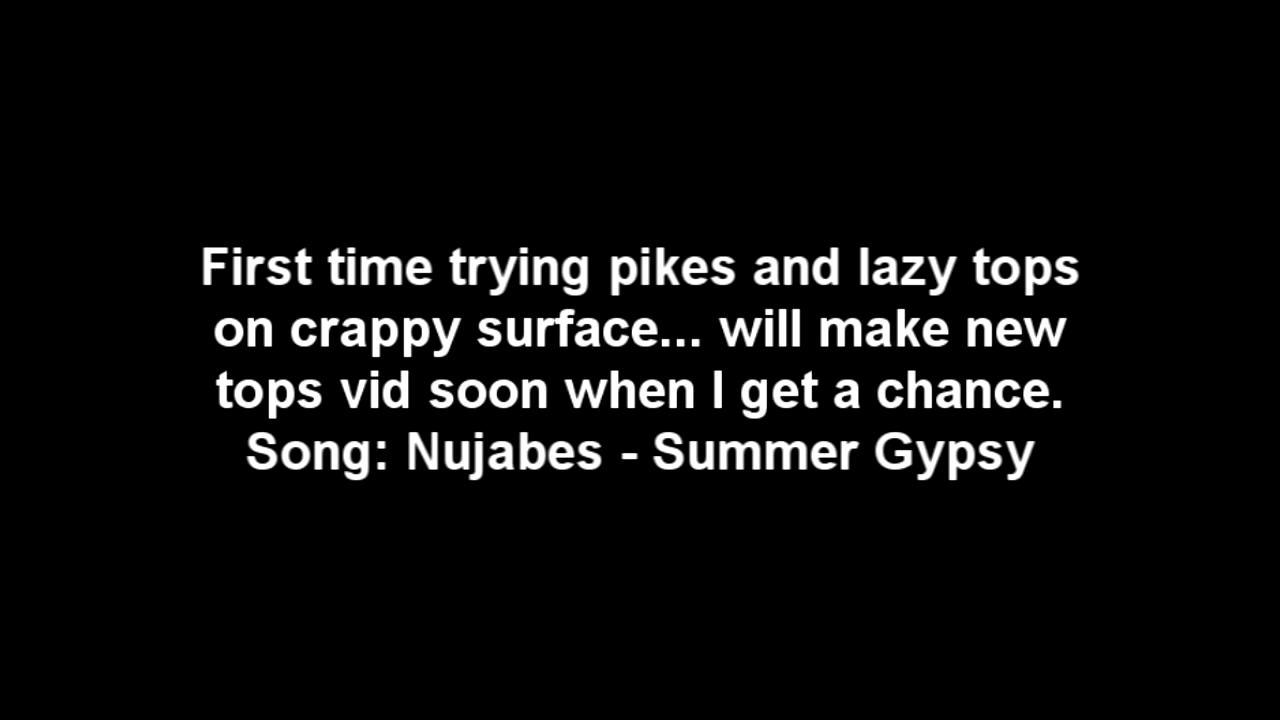 First time trying pikes and lazy tops
on crappy surface... will make new
tops vid soon when I get a chance.
Song: Nujabes - Summer Gypsy